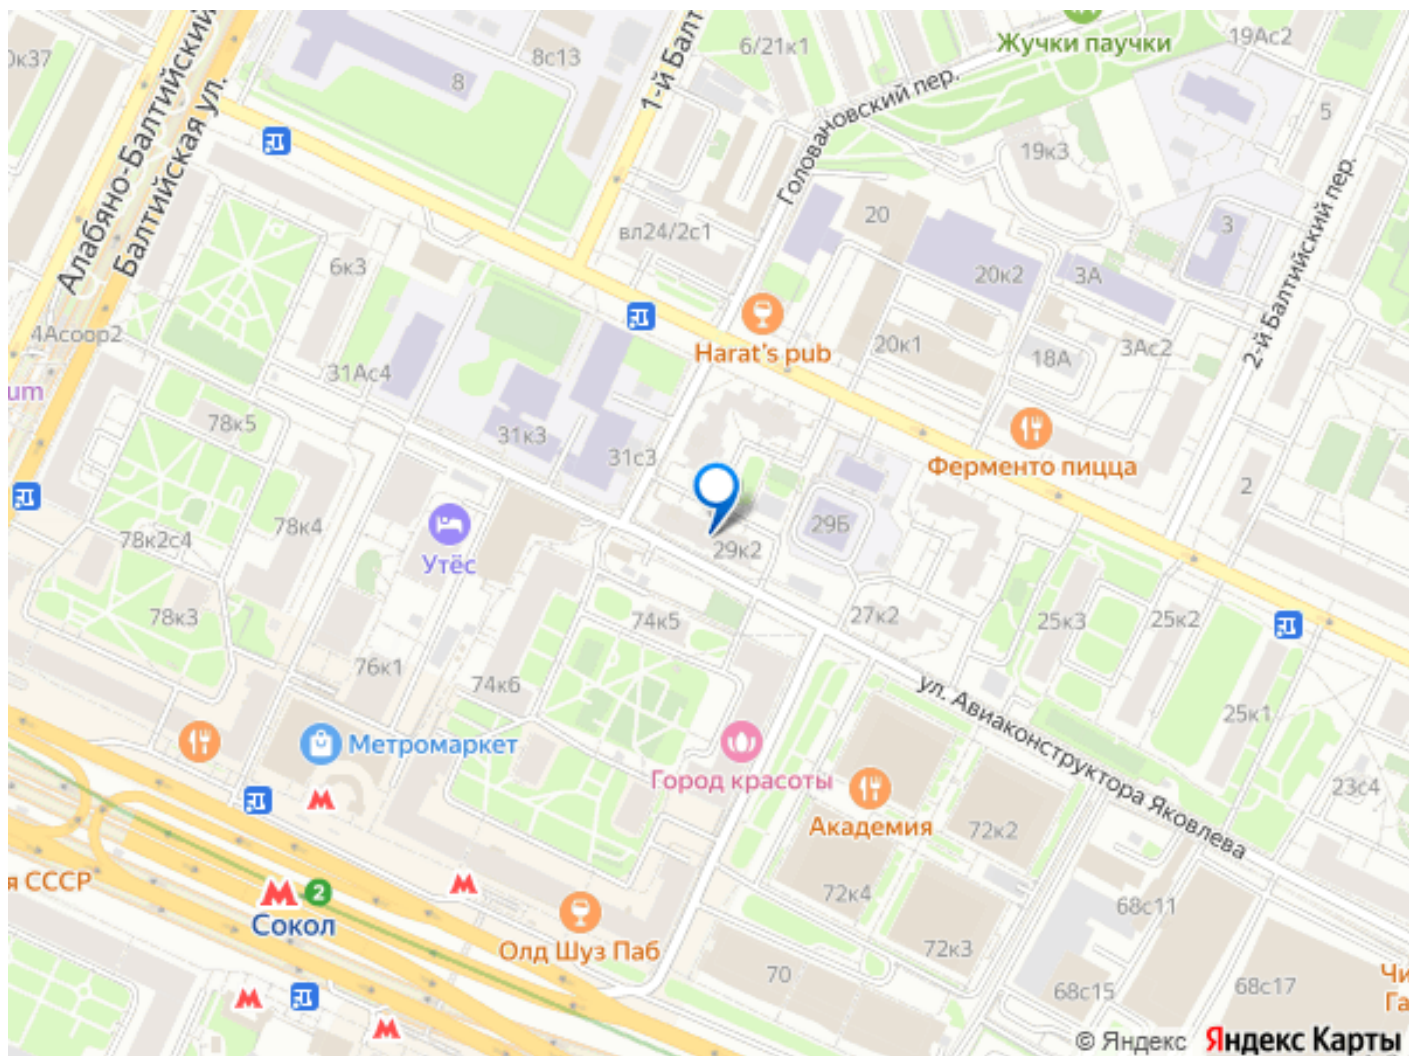 0к37
8с13
8
6/21к1
Жучки паучки
19Ас2
Алабяно-Балтийский
Балтийская ул.
1-й Балт
Головановский пер.
19к3
5
2-й Балтийский пер.
20
3
вл24/2с1
6к3
20к2
3А
4Асоор2
Harat's pub
20к1
18А
3Ас2
um
31Ас4
78к5
31к3
31с3
Ферменто пицца
2
78к4
78к2с4
Утёс
29Б
29к2
78к3
74к5
27к2
25к3
25к2
76к1
74к6
ул. Авиаконструктора Яковлева
25к1
Метромаркет
Город красоты
23с4
Академия
72к2
я СССР
2
Сокол
72к4
68с11
Олд Шуз Паб
72к3
70
68с15
68с17
Чи
Га
© Яндекс Яндекс Карты